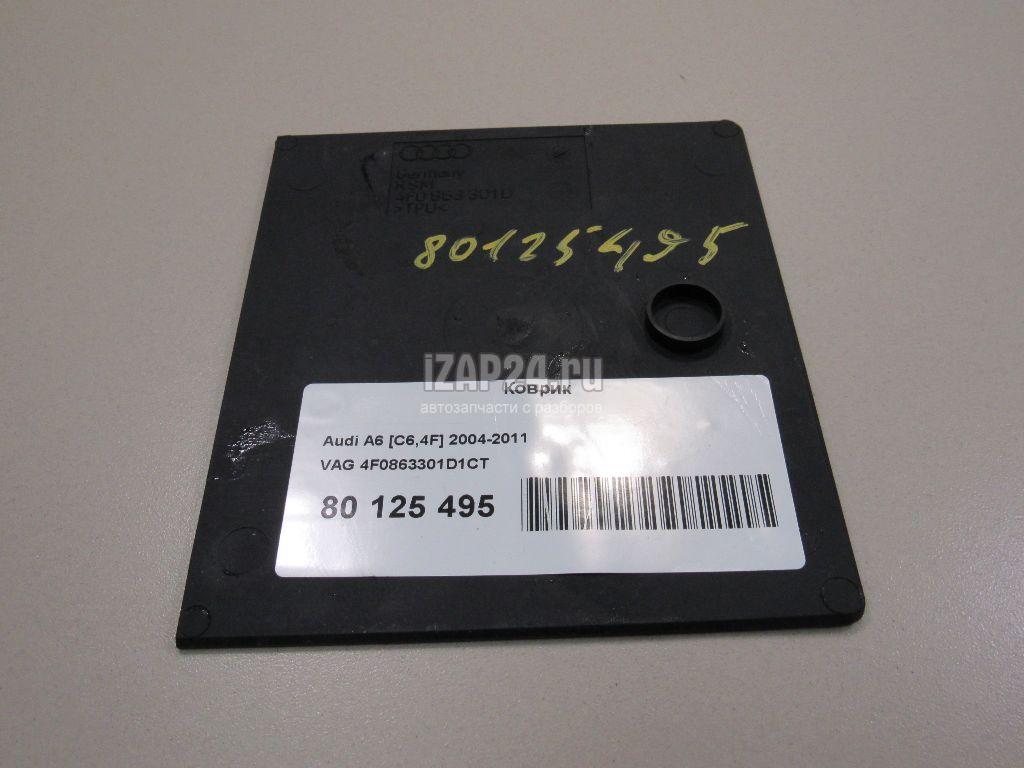 Germany
KSM
4F0 863 301 D
>TPU<
80125495
iZAP24.ru
Коврик
автозапчасти с разборов
Audi A6 [C6,4F] 2004-2011
VAG 4F0863301D1CT
80 125 495